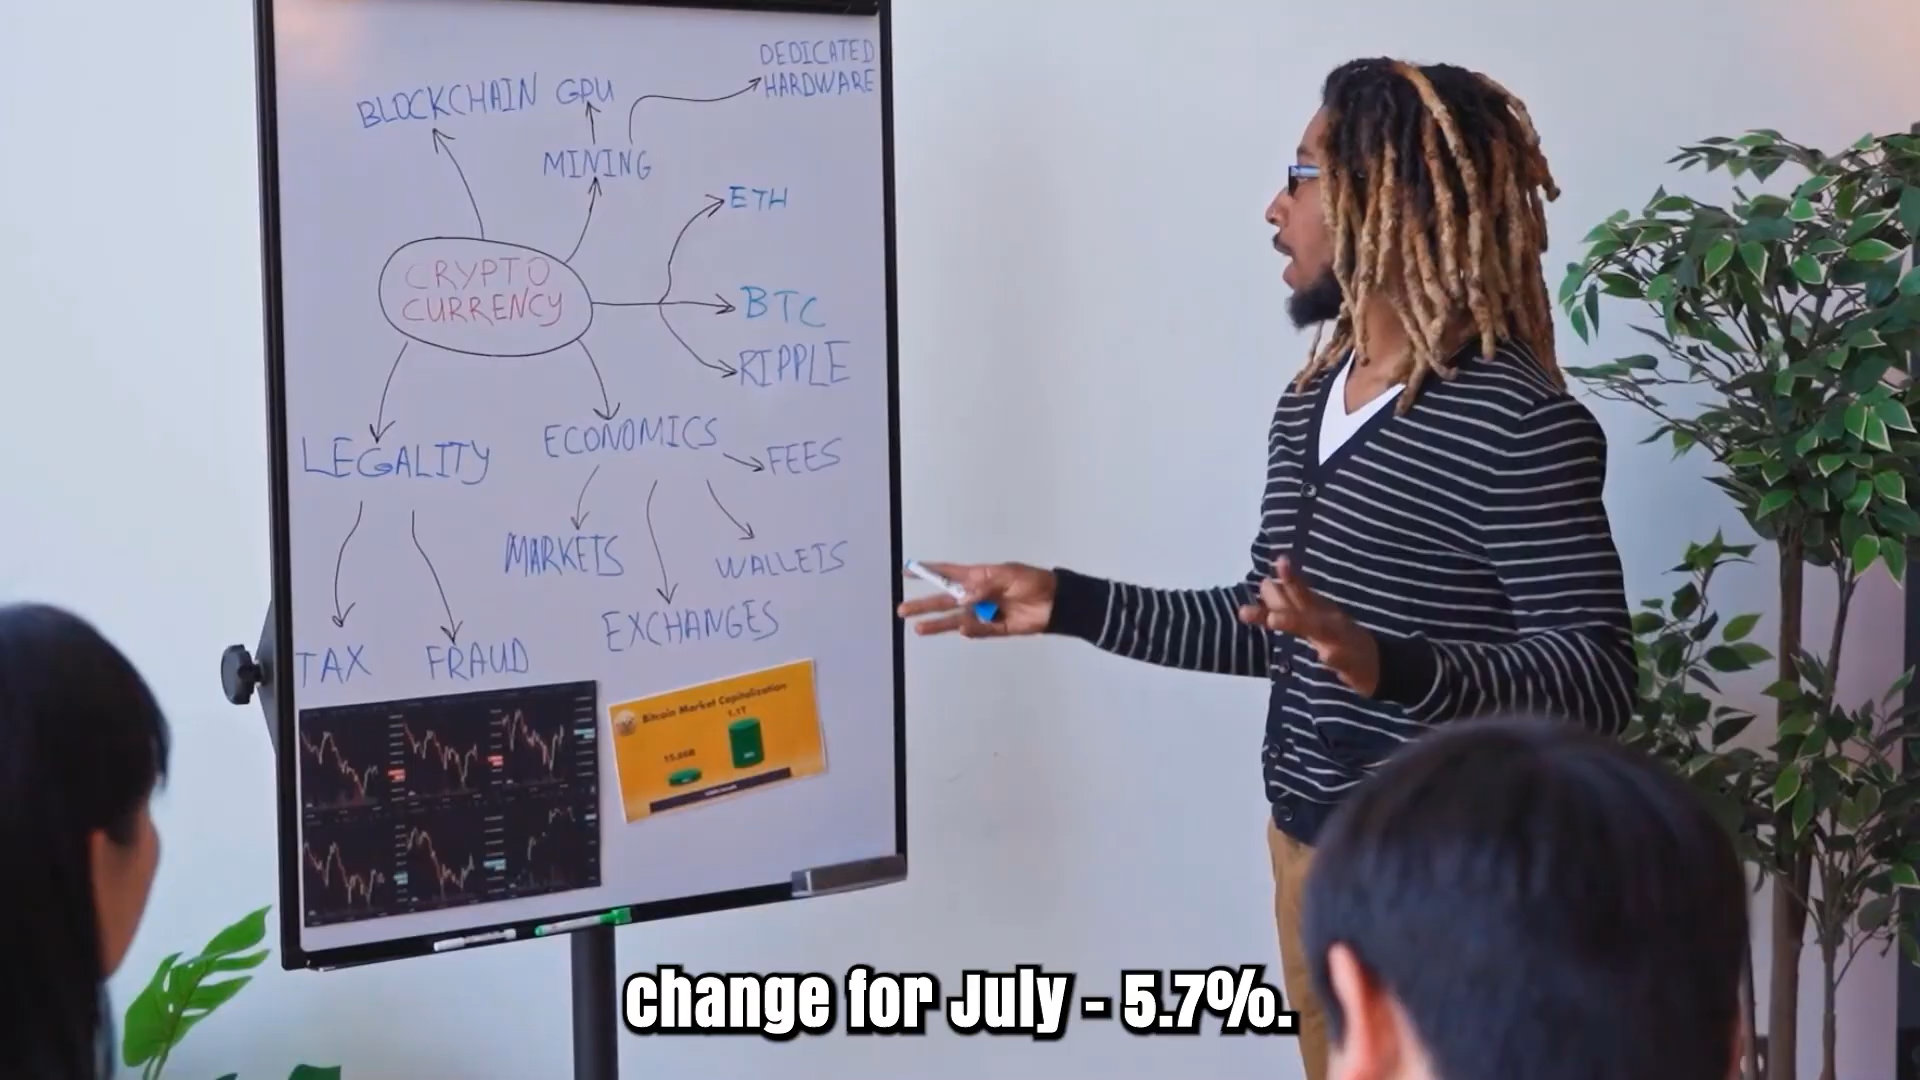 DEDICATED
HARDWARE
BLOCKCHAIN
GPU
MINING
ETH
CRYPTO
CURRENCY
BTC
RIPPLE
LEGALITY
ECONOMICS
FEES
MARKETS
WALLETS
EXCHANGES
TAX
FRAUD
Bitcoin Market Capitalization
1.1T
change for July - 5.7%.